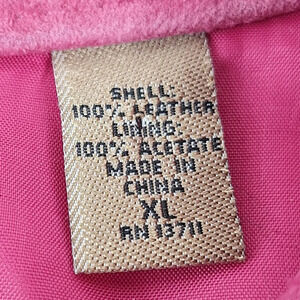 SHELL:
100% LEATHER
LINING:
100% ACETATE
MADE IN
CHINA
XL
RN 13711